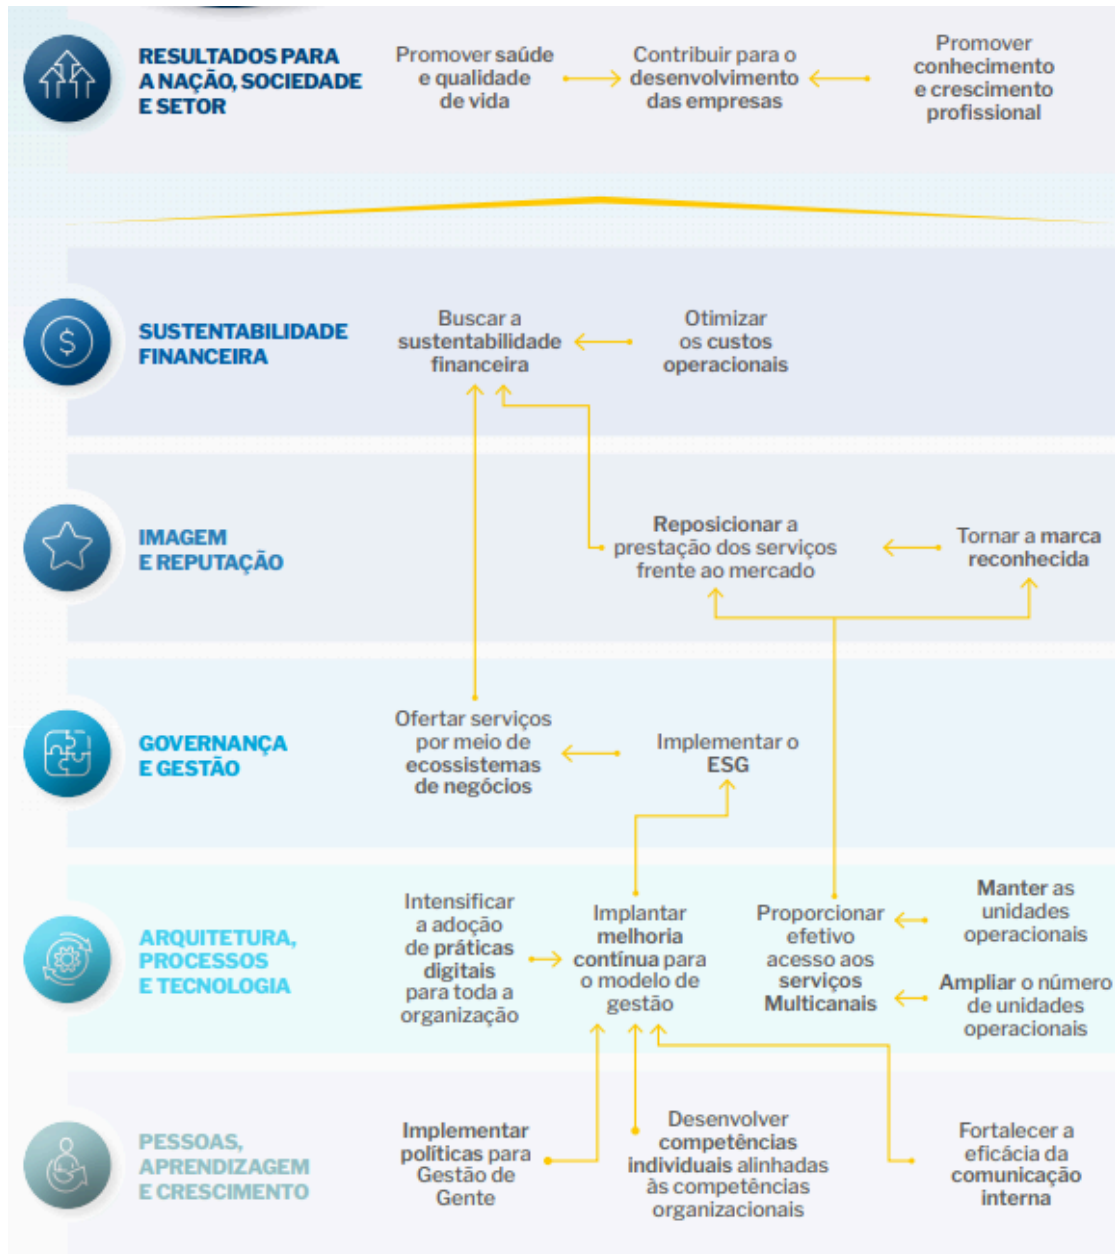 RESULTADOS PARA
A NAÇÃO, SOCIEDADE
E SETOR
Promover saúde
e qualidade
de vida
Contribuir para o
desenvolvimento
das empresas
Promover
conhecimento
e crescimento
profissional
SUSTENTABILIDADE
FINANCEIRA
Buscar a
sustentabilidade
financeira
Otimizar
os custos
operacionais
IMAGEM
E REPUTAÇÃO
Reposicionar a
prestação dos serviços
frente ao mercado
Tornar a marca
reconhecida
GOVERNANÇA
E GESTÃO
Ofertar serviços
por meio de
ecossistemas
de negócios
Implementar o
ESG
ARQUITETURA,
PROCESSOS
E TECNOLOGIA
Intensificar
a adoção
de práticas
digitais
para toda a
organização
Implantar
melhoria
contínua para
o modelo de
gestão
Proporcionar
efetivo
acesso aos
serviços
Multicanais
Manter as
unidades
operacionais
Ampliar o número
de unidades
operacionais
PESSOAS,
APRENDIZAGEM
E CRESCIMENTO
Implementar
políticas para
Gestão de
Gente
Desenvolver
competências
individuais alinhadas
às competências
organizacionais
Fortalecer a
eficácia da
comunicação
interna